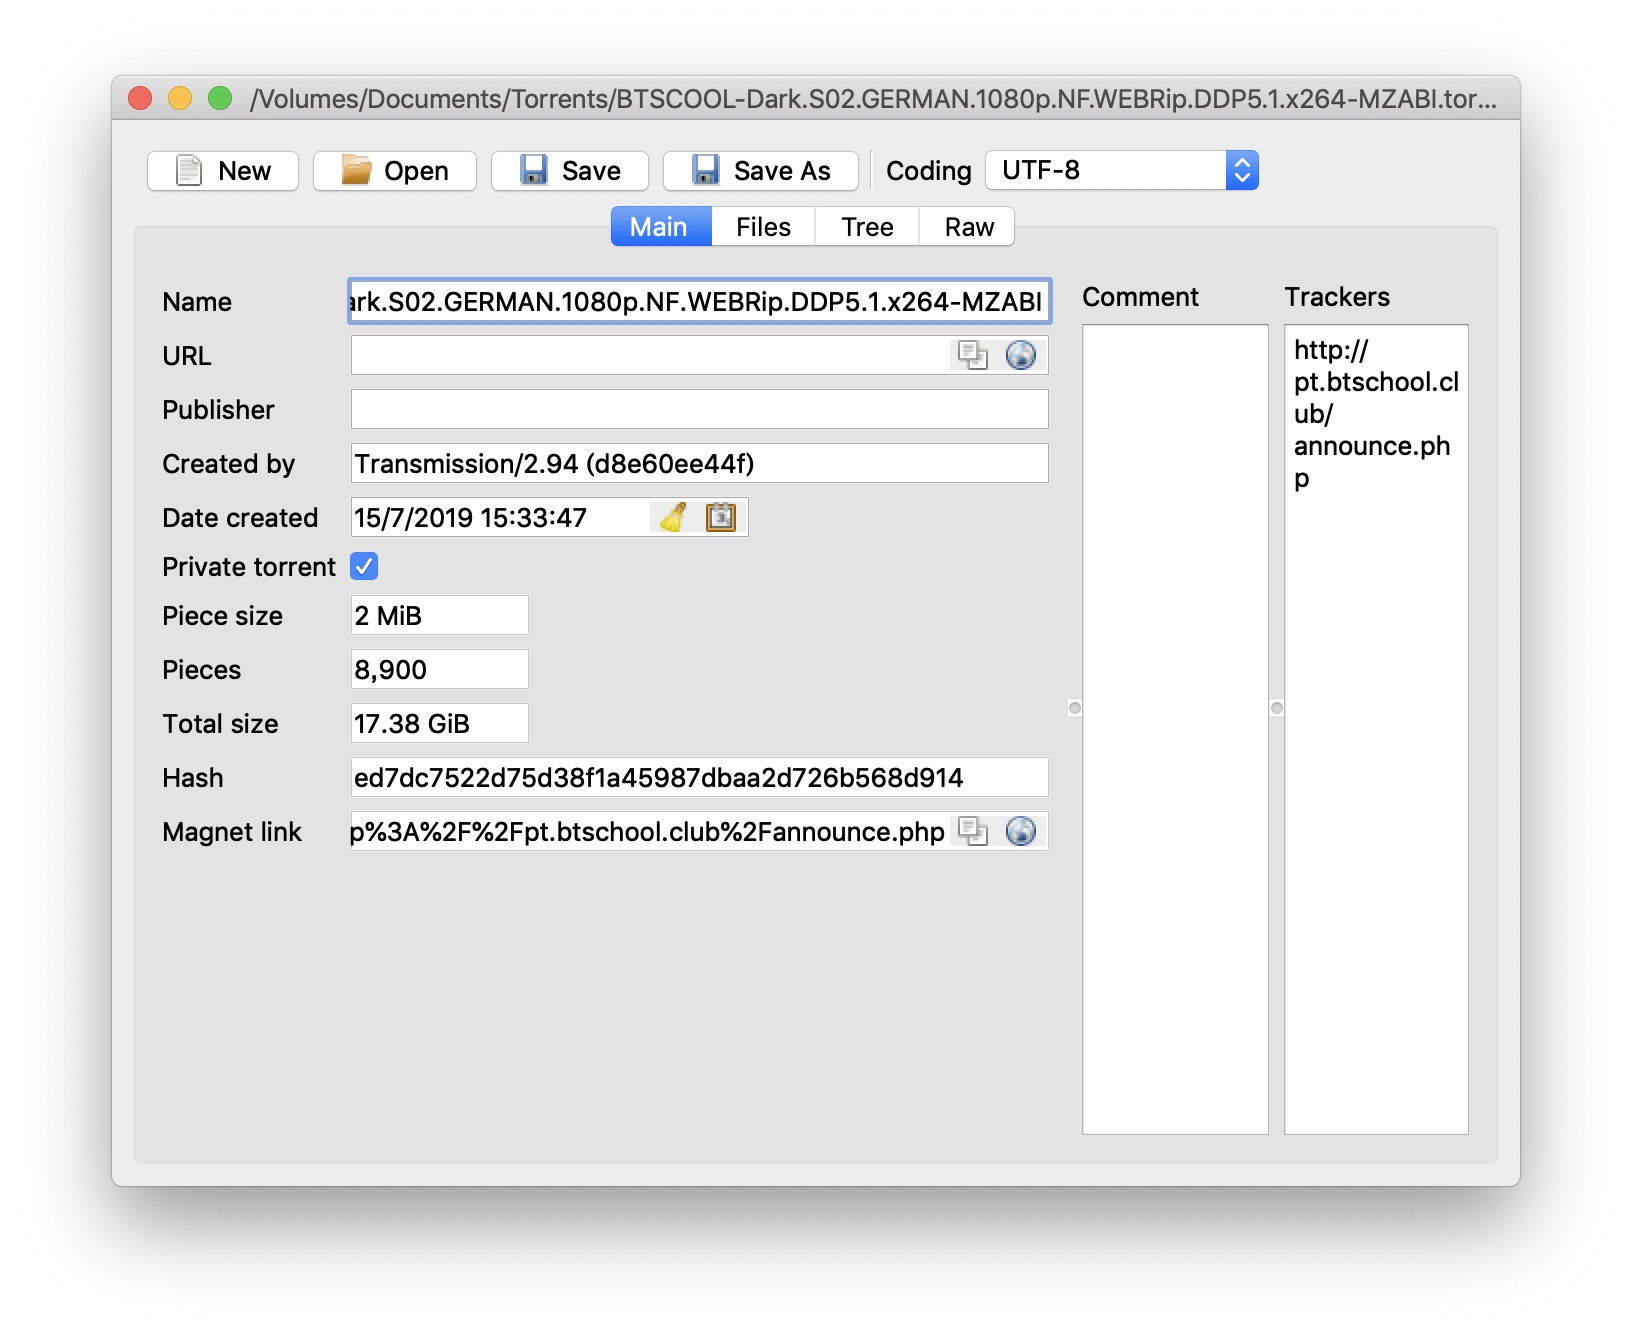 /Volumes/Documents/Torrents/BTSCOOL-Dark.S02.GERMAN.1080p.NF.WEBRip.DDP5.1.x264-MZABI.tor...
New Open Save Save As Coding UTF-8
Main Files Tree Raw
Name ark.S02.GERMAN.1080p.NF.WEBRip.DDP5.1.x264-MZABI
URL
Publisher
Created by Transmission/2.94 (d8e60ee44f)
Date created 15/7/2019 15:33:47
Private torrent
Piece size 2 MiB
Pieces 8,900
Total size 17.38 GiB
Hash ed7dc7522d75d38f1a45987dbaa2d726b568d914
Magnet link p%3A%2F%2Fpt.btschool.club%2Fannounce.php
Comment
Trackers
http://
pt.btschool.cl
ub/
announce.ph
p